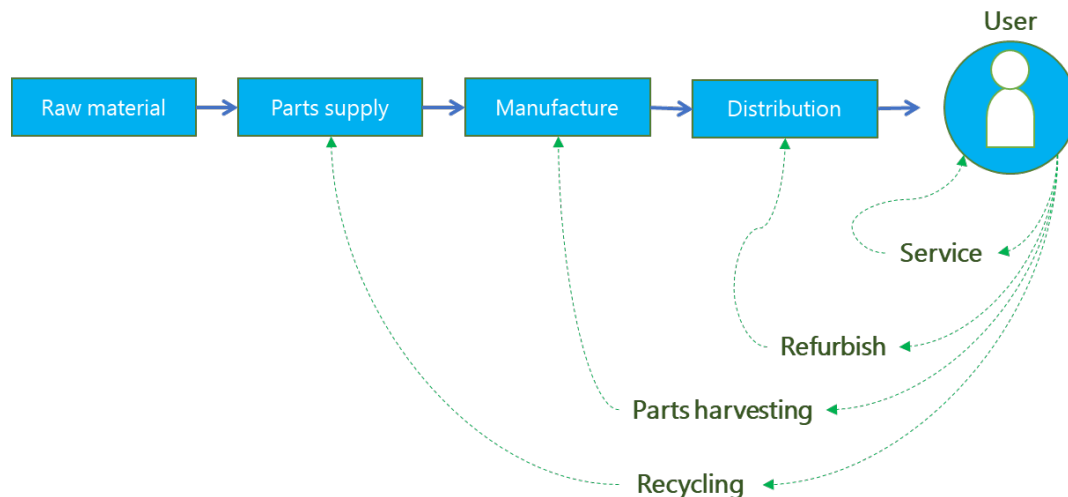 User
Raw material
Parts supply
Manufacture
Distribution
Service
Refurbish
Parts harvesting
Recycling